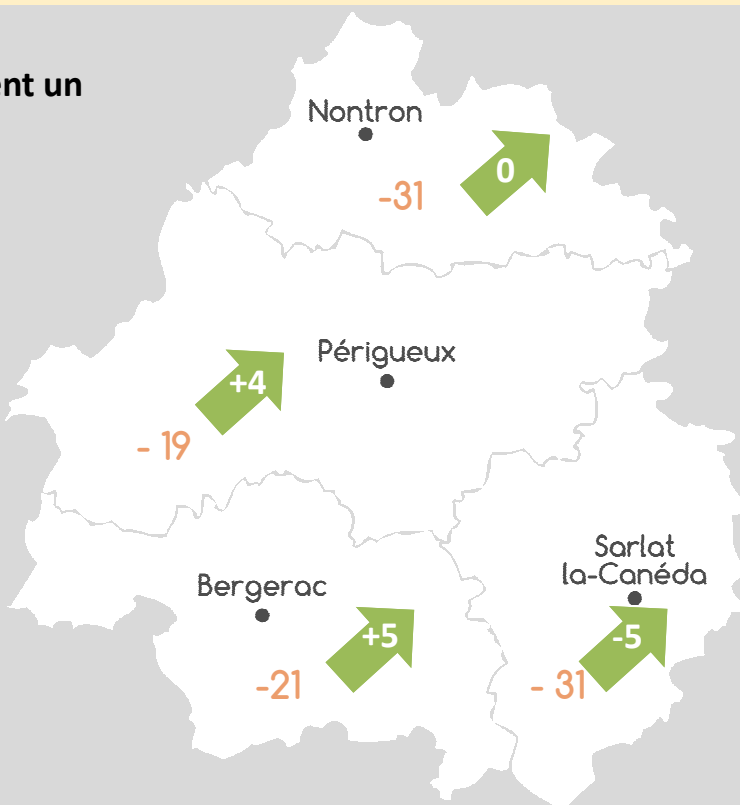 ent un
Nontron
0
-31
Périgueux
+4
- 19
Sarlat
la-Canéda
Bergerac
+5
-5
-21
- 31